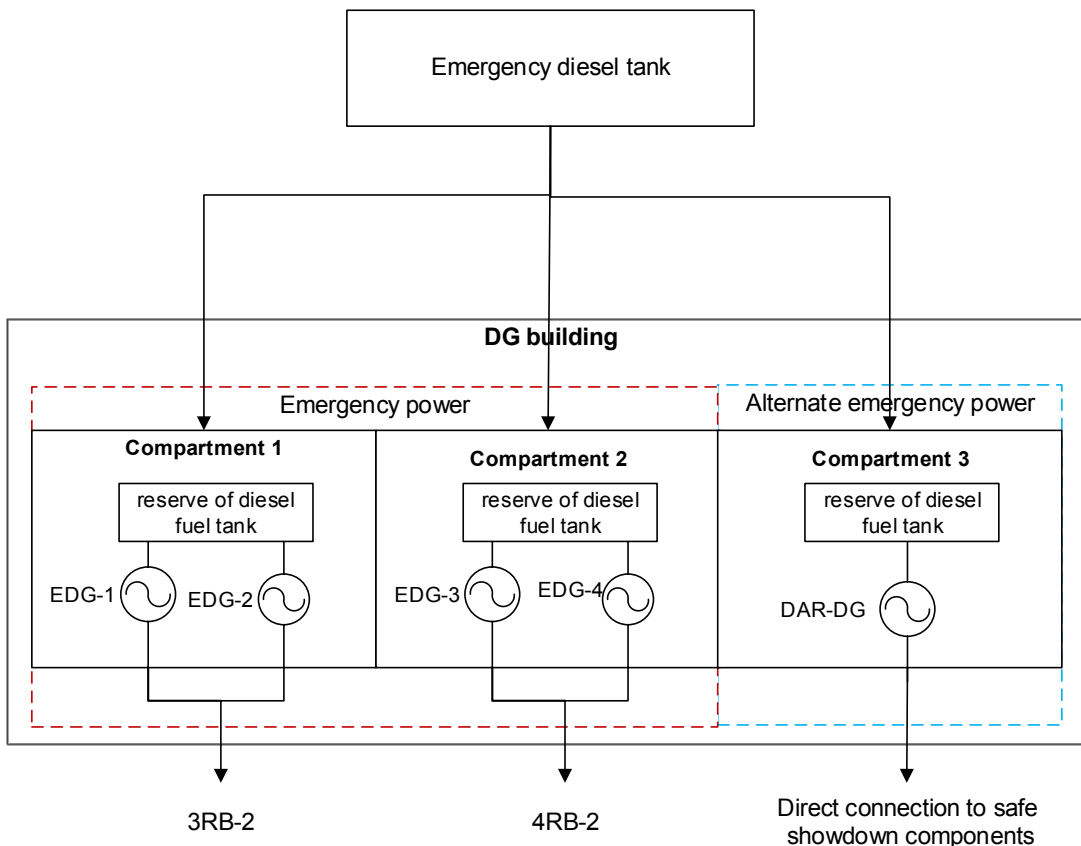 Emergency diesel tank
DG building
Emergency power
Alternate emergency power
Compartment 1
Compartment 2
Compartment 3
reserve of diesel
fuel tank
reserve of diesel
fuel tank
reserve of diesel
fuel tank
EDG-1
EDG-2
EDG-3
EDG-4
DAR-DG
3RB-2
4RB-2
Direct connection to safe
showdown components